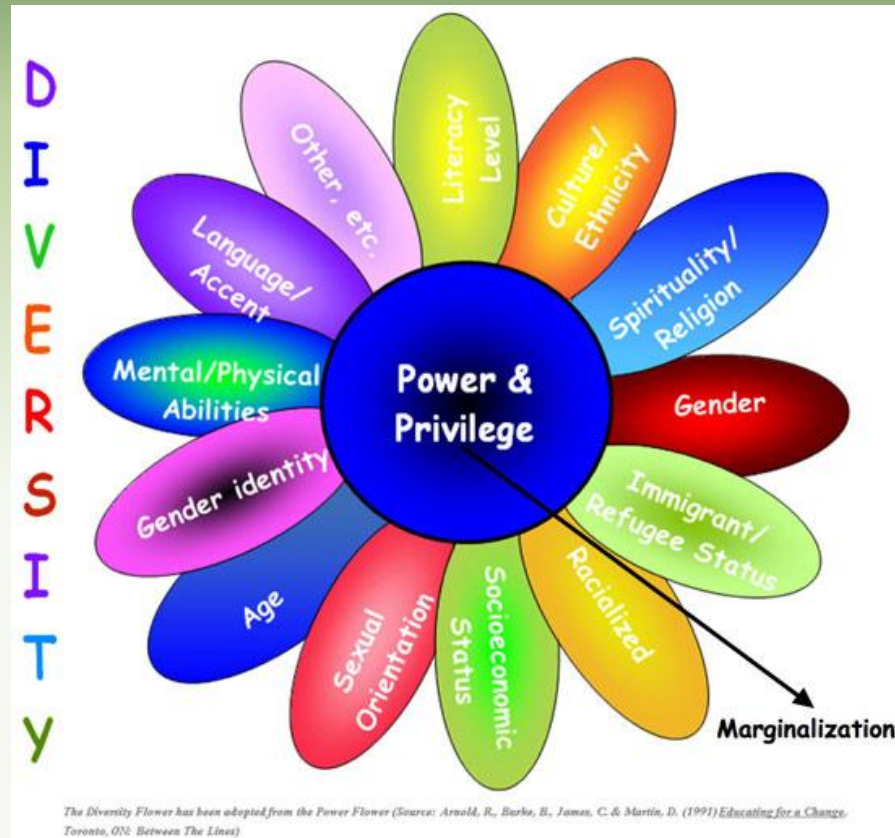 DIVERSITY
Literacy
Level
Culture/
Ethnicity
Spirituality/
Religion
Gender
Immigrant/
Refugee Status
Racialized
Socioeconomic
Status
Sexual
Orientation
Age
Gender identity
Mental/Physical
Abilities
Language/
Accent
Other, etc.
Power &
Privilege
Marginalization
The Diversity Flower has been adopted from the Power Flower (Source: Arnold, R., Burke, B., James, C. & Martin, D. (1991) Educating for a Change.
Toronto, ON: Between The Lines)